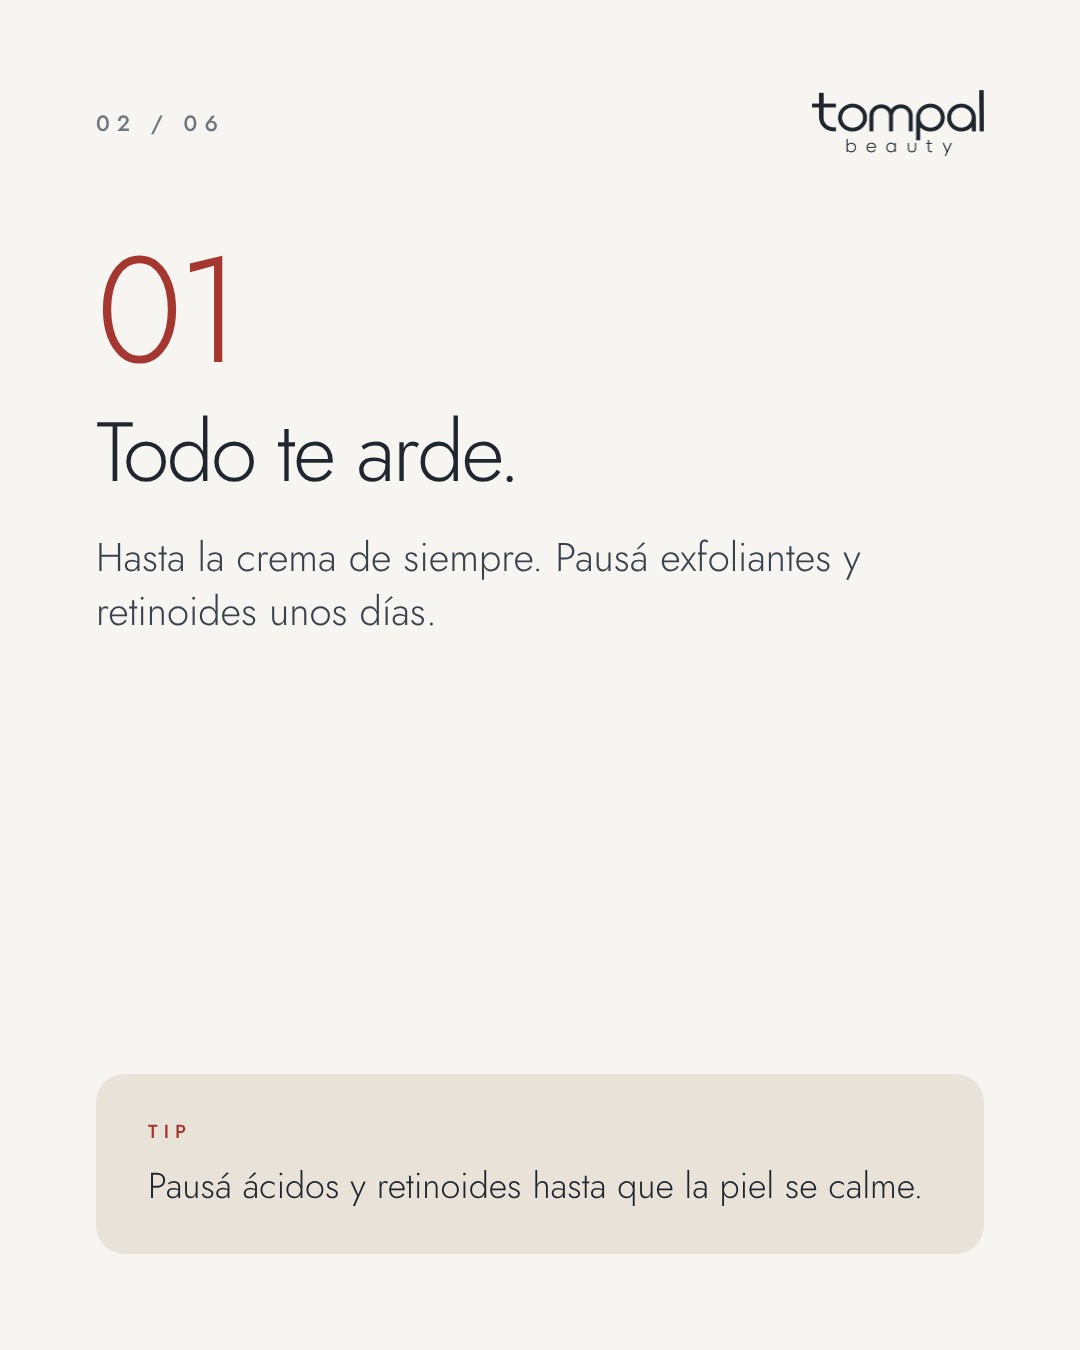 02 / 06
tompal
beauty
01
Todo te arde.
Hasta la crema de siempre. Pausá exfoliantes y
retinoides unos días.
TIP
Pausá ácidos y retinoides hasta que la piel se calme.